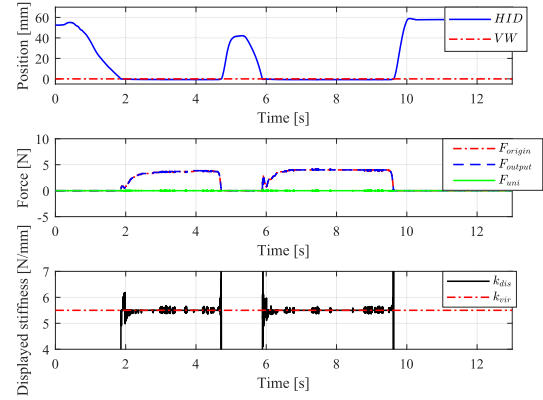 Position [mm]
60
40
20
0
HID
VW
0 2 4 6 8 10 12
Time [s]
Force [N]
10
5
0
-5
F_origin
F_output
F_uni
0 2 4 6 8 10 12
Time [s]
Displayed stiffness [N/mm]
7
6
5
4
k_dis
k_vir
0 2 4 6 8 10 12
Time [s]